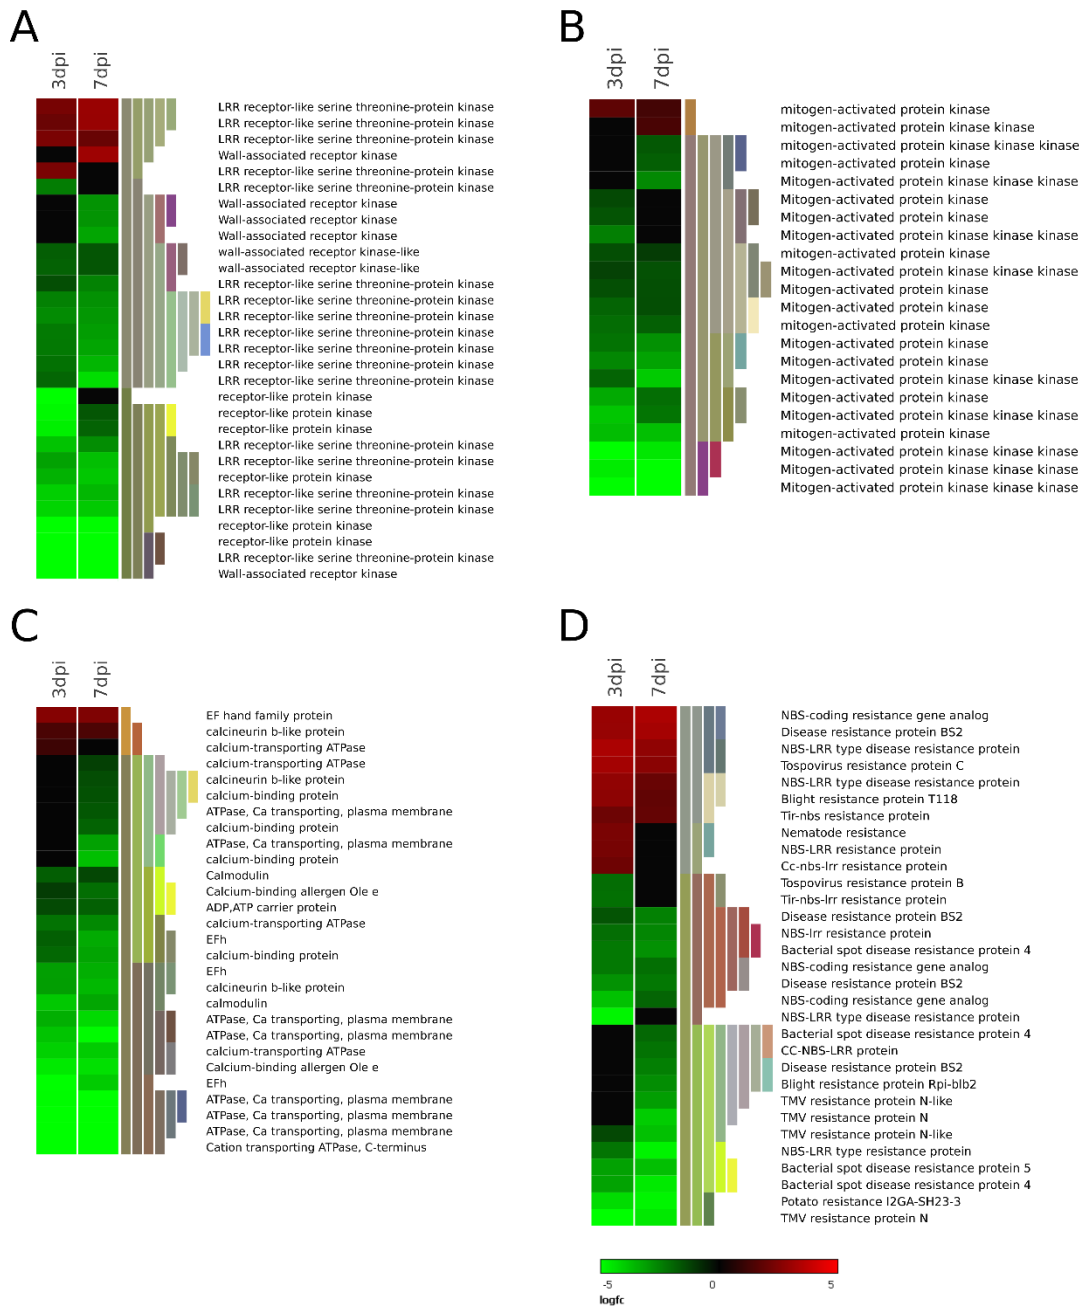 A
3dpi
7dpi
LRR receptor-like serine threonine-protein kinase
LRR receptor-like serine threonine-protein kinase
LRR receptor-like serine threonine-protein kinase
Wall-associated receptor kinase
LRR receptor-like serine threonine-protein kinase
LRR receptor-like serine threonine-protein kinase
Wall-associated receptor kinase
Wall-associated receptor kinase
Wall-associated receptor kinase
wall-associated receptor kinase-like
wall-associated receptor kinase-like
LRR receptor-like serine threonine-protein kinase
LRR receptor-like serine threonine-protein kinase
LRR receptor-like serine threonine-protein kinase
LRR receptor-like serine threonine-protein kinase
LRR receptor-like serine threonine-protein kinase
LRR receptor-like serine threonine-protein kinase
LRR receptor-like serine threonine-protein kinase
receptor-like protein kinase
receptor-like protein kinase
receptor-like protein kinase
LRR receptor-like serine threonine-protein kinase
LRR receptor-like serine threonine-protein kinase
receptor-like protein kinase
LRR receptor-like serine threonine-protein kinase
LRR receptor-like serine threonine-protein kinase
receptor-like protein kinase
receptor-like protein kinase
LRR receptor-like serine threonine-protein kinase
Wall-associated receptor kinase
B
3dpi
7dpi
mitogen-activated protein kinase
mitogen-activated protein kinase kinase
mitogen-activated protein kinase kinase kinase
mitogen-activated protein kinase
Mitogen-activated protein kinase kinase kinase
Mitogen-activated protein kinase
Mitogen-activated protein kinase
Mitogen-activated protein kinase kinase kinase
mitogen-activated protein kinase
Mitogen-activated protein kinase kinase kinase
Mitogen-activated protein kinase
Mitogen-activated protein kinase
mitogen-activated protein kinase
Mitogen-activated protein kinase
Mitogen-activated protein kinase
Mitogen-activated protein kinase kinase kinase
Mitogen-activated protein kinase
Mitogen-activated protein kinase kinase kinase
mitogen-activated protein kinase
Mitogen-activated protein kinase kinase kinase
Mitogen-activated protein kinase kinase kinase
Mitogen-activated protein kinase kinase kinase
C
3dpi
7dpi
EF hand family protein
calcineurin b-like protein
calcium-transporting ATPase
calcium-transporting ATPase
calcineurin b-like protein
calcium-binding protein
ATPase, Ca transporting, plasma membrane
calcium-binding protein
ATPase, Ca transporting, plasma membrane
calcium-binding protein
Calmodulin
Calcium-binding allergen Ole e
ADP,ATP carrier protein
calcium-transporting ATPase
EFh
calcium-binding protein
EFh
calcineurin b-like protein
calmodulin
ATPase, Ca transporting, plasma membrane
ATPase, Ca transporting, plasma membrane
calcium-transporting ATPase
Calcium-binding allergen Ole e
EFh
ATPase, Ca transporting, plasma membrane
ATPase, Ca transporting, plasma membrane
ATPase, Ca transporting, plasma membrane
Cation transporting ATPase, C-terminus
D
3dpi
7dpi
NBS-coding resistance gene analog
Disease resistance protein BS2
NBS-LRR type disease resistance protein
Tospovirus resistance protein C
NBS-LRR type disease resistance protein
Blight resistance protein T118
Tir-nbs resistance protein
Nematode resistance
NBS-LRR resistance protein
Cc-nbs-lrr resistance protein
Tospovirus resistance protein B
Tir-nbs-lrr resistance protein
Disease resistance protein BS2
NBS-lrr resistance protein
Bacterial spot disease resistance protein 4
NBS-coding resistance gene analog
Disease resistance protein BS2
NBS-coding resistance gene analog
NBS-LRR type disease resistance protein
Bacterial spot disease resistance protein 4
CC-NBS-LRR protein
Disease resistance protein BS2
Blight resistance protein Rpi-blb2
TMV resistance protein N-like
TMV resistance protein N
TMV resistance protein N-like
NBS-LRR type resistance protein
Bacterial spot disease resistance protein 5
Bacterial spot disease resistance protein 4
Potato resistance I2GA-SH23-3
TMV resistance protein N
-5 0 5
logfc